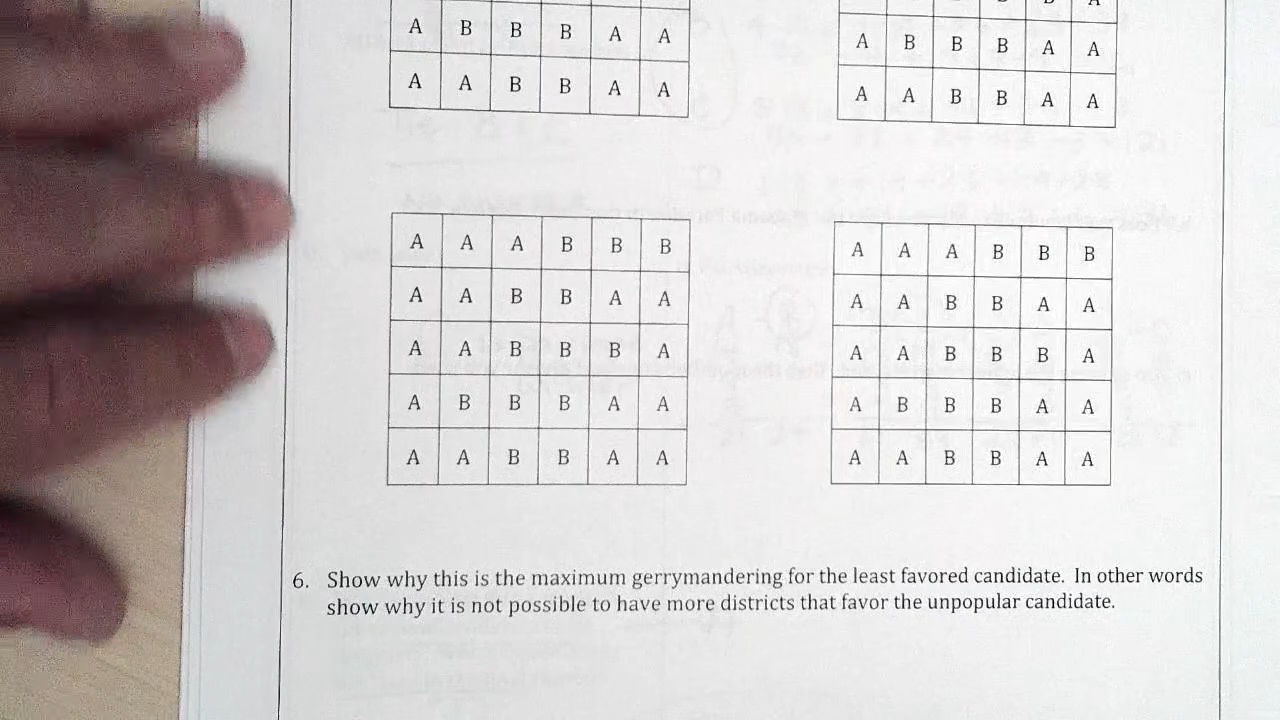 B A
A B B B A A
A A B B A A
A B B B A A
A A B B A A
A A A B B B
A A B B A A
A A B B B A
A B B B A A
A A B B A A
A A A B B B
A A B B A A
A A B B B A
A B B B A A
A A B B A A
6. Show why this is the maximum gerrymandering for the least favored candidate. In other words
show why it is not possible to have more districts that favor the unpopular candidate.